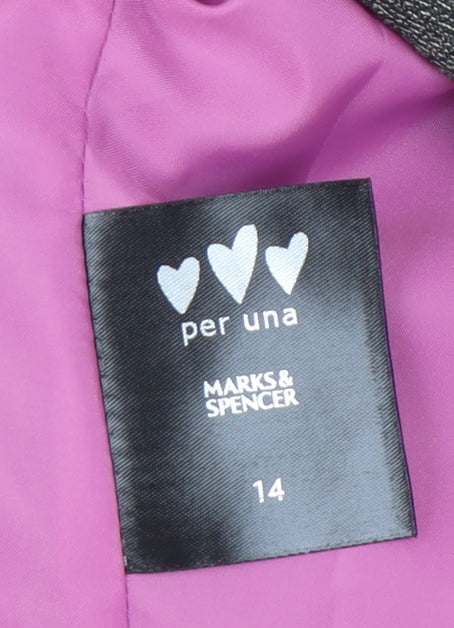 per una
MARKS&
SPENCER
14